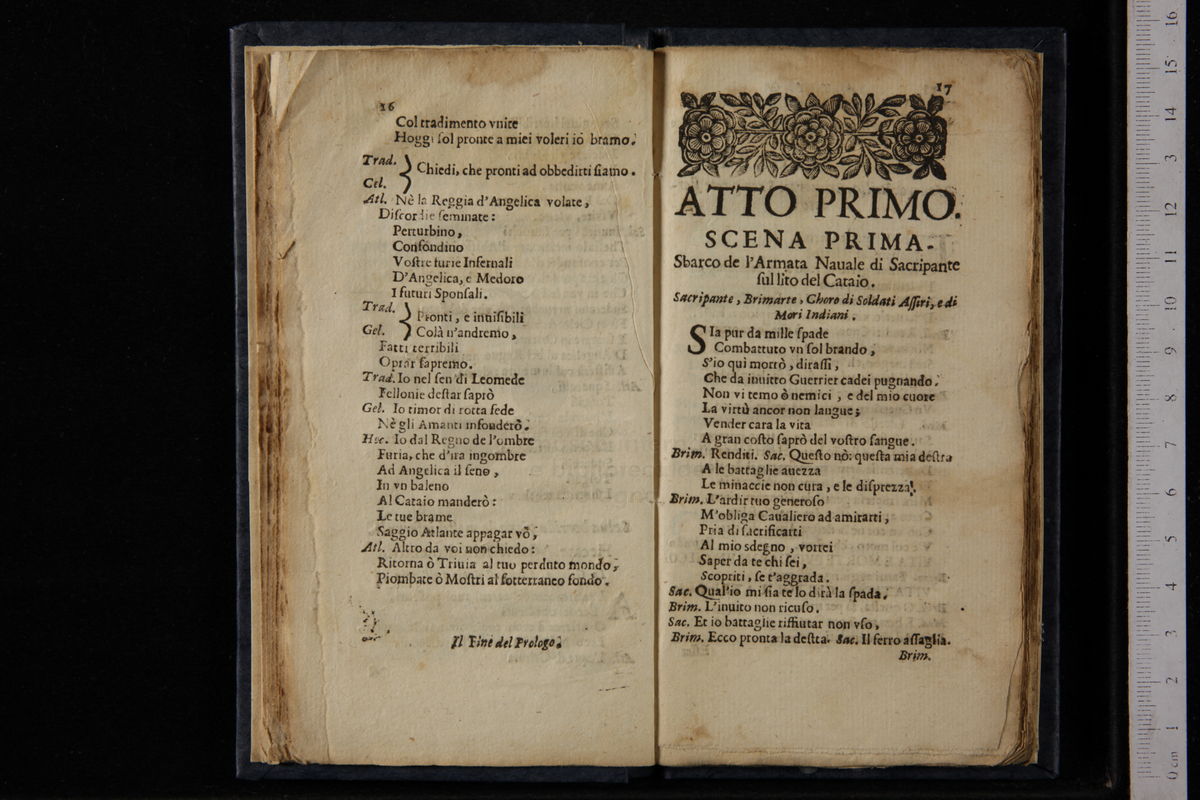 16
Col tradimento vnite
Hoggi sol pronte a miei voleri io bramo.
Trad.
Cel.
Chiedi, che pronti ad obbedirti siamo.
Atl. Nè la Reggia d'Angelica volate,
Discordie seminate:
Perturbino,
Confondino
Vostre furie Infernali
D'Angelica, e Medoro
I futuri Sponsali.
Trad.
Gel.
Pronti, e inuisibili
Colà n'andremo,
Fatti terribili
Oprar sapremo.
Trad. Io nel sen di Leomede
Fellonie destar saprò
Gel. Io timor di rotta fede
Nè gli Amanti infonderò.
Hec. Io dal Regno de l'ombre
Furia, che d'ira ingombre
Ad Angelica il seno,
In vn baleno
Al Cataio manderò:
Le tue brame
Saggio Atlante appagar vò,
Atl. Altro da voi non chiedo:
Ritorna ò Triuia al tuo perduto mondo,
Piombate ò Mostri al sotterraneo fondo.
Il Fine del Prologo.
17
ATTO PRIMO.
SCENA PRIMA.
Sbarco de l'Armata Nauale di Sacripante
sul lito del Cataio.
Sacripante, Brimarte, Choro di Soldati Assiri, e di
Mori Indiani.
SIa pur da mille spade
Combattuto vn sol brando,
S'io quì morrò, dirassi,
Che da inuitto Guerrier cadei pugnando.
Non vi temo ò nemici, e del mio cuore
La virtù ancor non langue;
Vender cara la vita
A gran costo saprò del vostro sangue.
Brim. Renditi. Sac. Questo nò: questa mia destra
A le battaglie auezza
Le minaccie non cura, e le disprezza.
Brim. L'ardir tuo generoso
M'obliga Caualiero ad amirarti,
Pria di sacrificarti
Al mio sdegno, vorrei
Saper da te chi sei,
Scopriti, se t'aggrada.
Sac. Qual'io mi sia te lo dirà la spada.
Brim. L'inuito non ricuso.
Sac. Et io battaglie riffiutar non vso,
Brim. Ecco pronta la destra. Sac. Il ferro assaglia.
Brim.